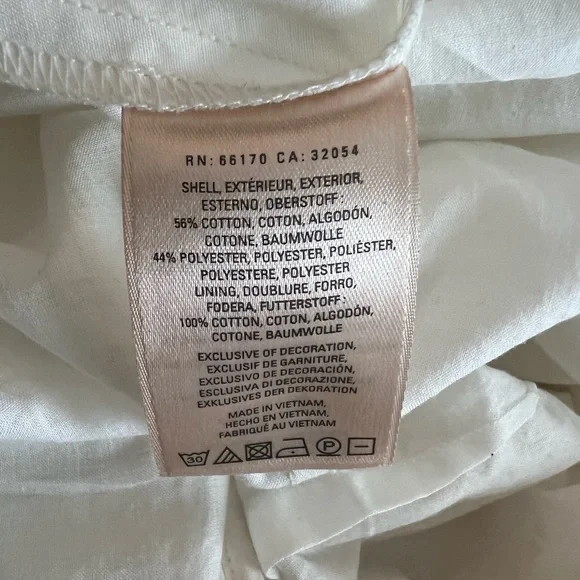 RN: 66170 CA: 32054
SHELL, EXTÉRIEUR, EXTERIOR,
ESTERNO, OBERSTOFF:
56% COTTON, COTON, ALGODÓN,
COTONE, BAUMWOLLE
44% POLYESTER, POLYESTER, POLIÉSTER,
POLYESTERE, POLYESTER
LINING, DOUBLURE, FORRO,
FODERA, FUTTERSTOFF:
100% COTTON, COTON, ALGODÓN,
COTONE, BAUMWOLLE
EXCLUSIVE OF DECORATION,
EXCLUSIF DE GARNITURE,
EXCLUSIVO DE DECORACIÓN,
ESCLUSIVA DI DECORAZIONE,
EXKLUSIVES DER DEKORATION
MADE IN VIETNAM,
HECHO EN VIETNAM,
FABRIQUÉ AU VIETNAM
30 P